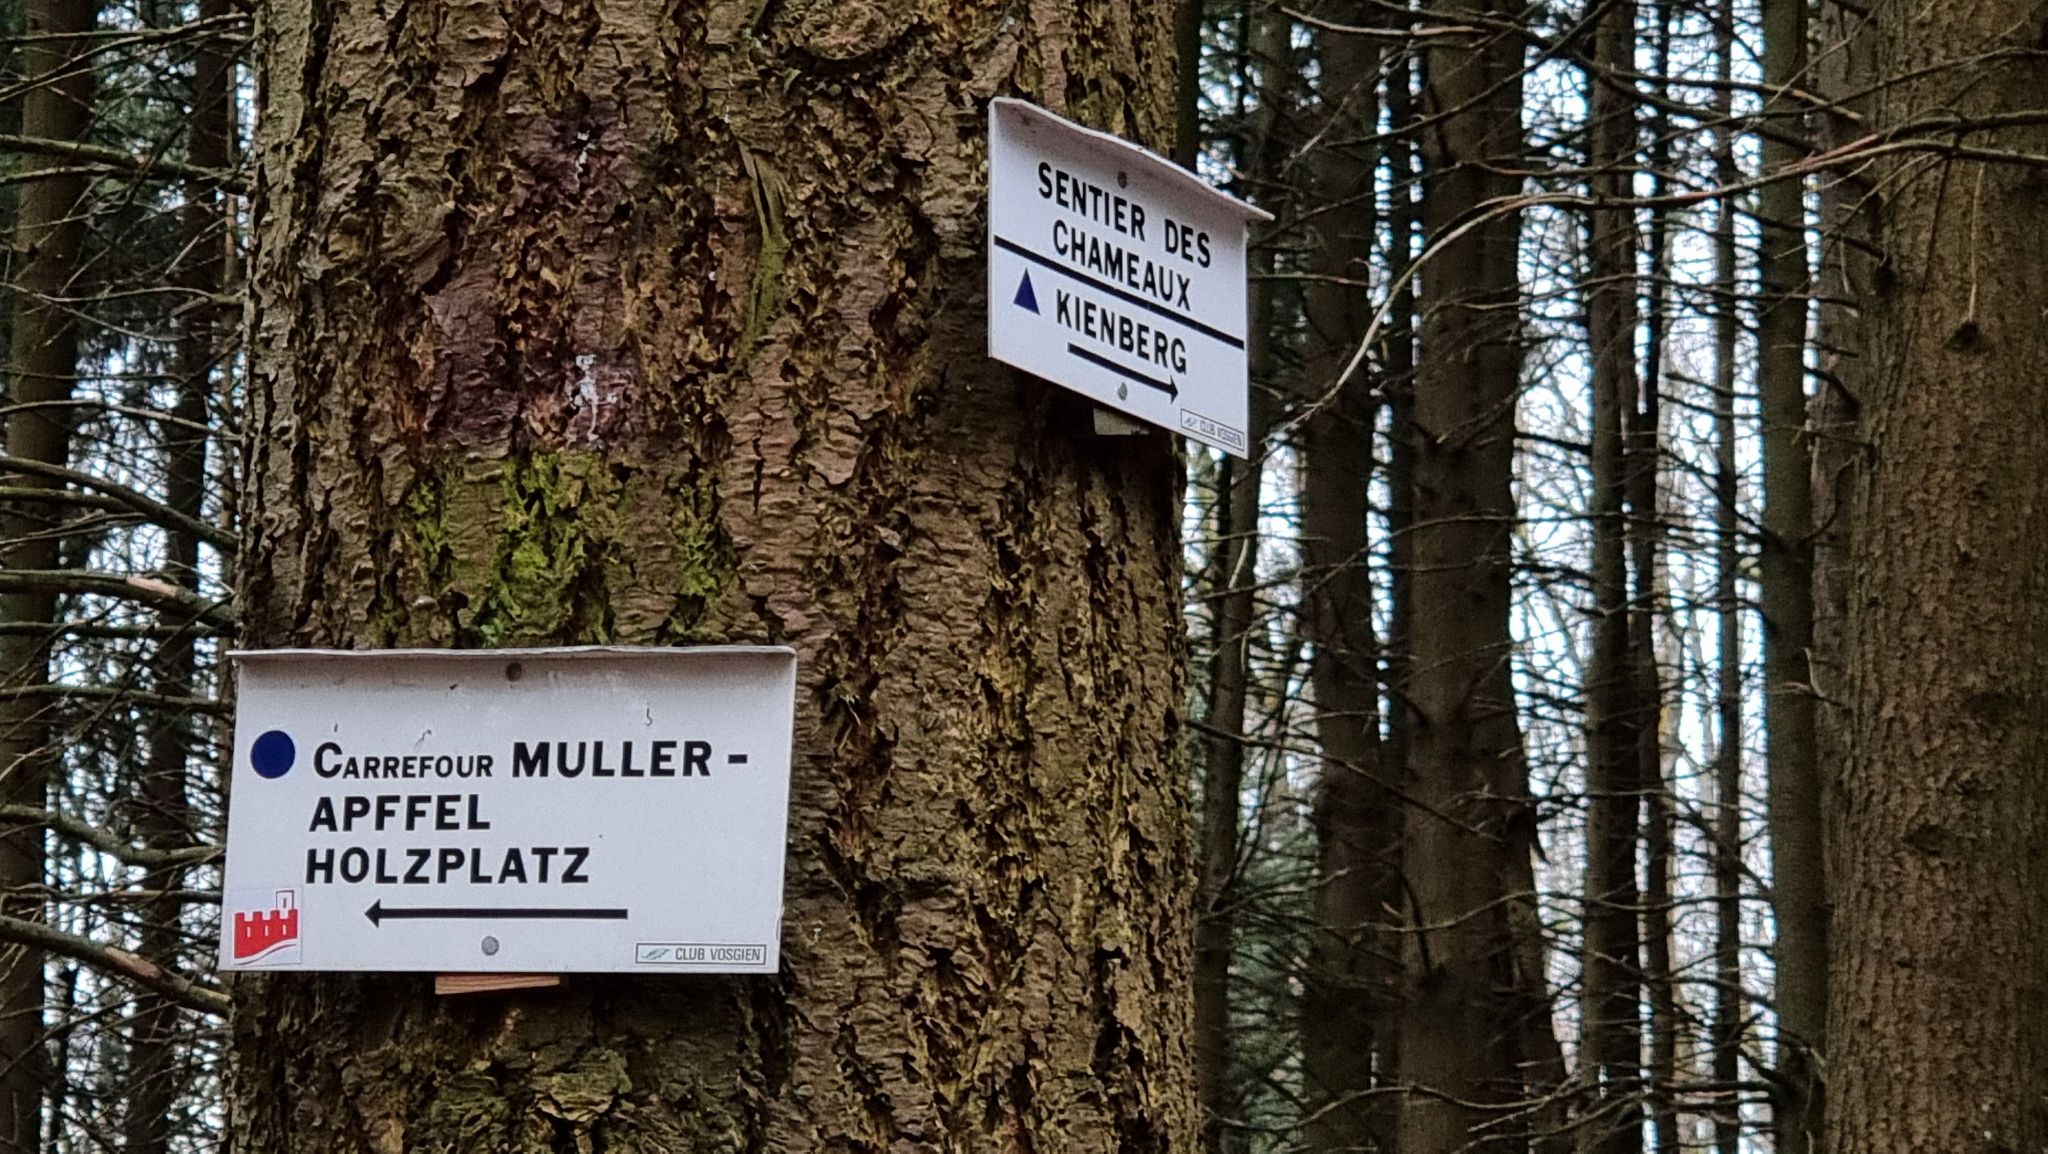 SENTIER DES
CHAMEAUX
KIENBERG
CLUB VOSGIEN
CARREFOUR MULLER -
APFFEL
HOLZPLATZ
CLUB VOSGIEN